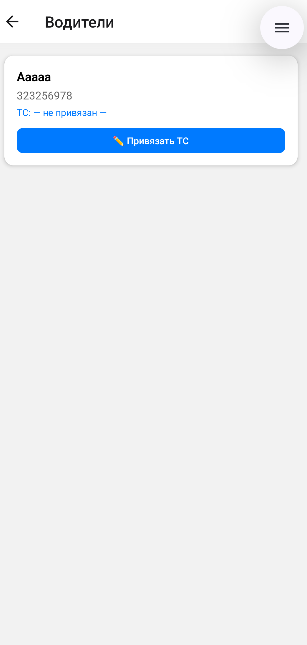 Водители
Ааааа
323256978
ТС: — не привязан —
✏️ Привязать ТС